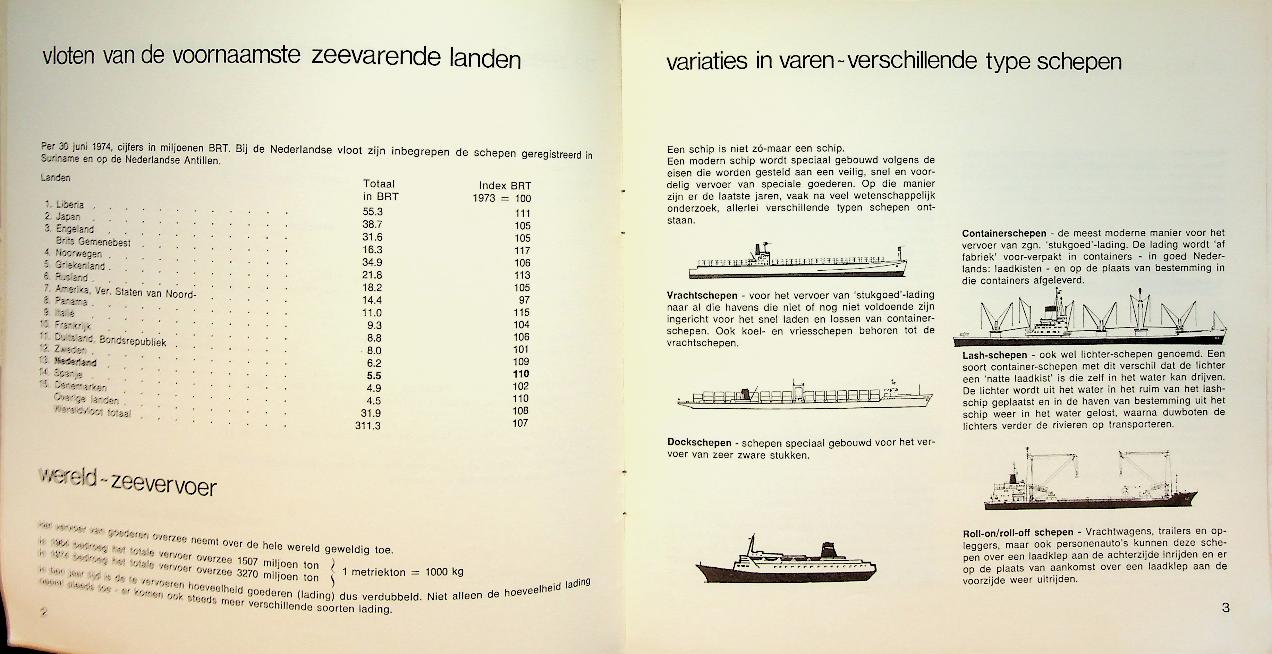 vloten van de voornaamste zeevarende landen
Per 30 juni 1974, cijfers in miljoenen BRT. Bij de Nederlandse vloot zijn inbegrepen de schepen geregistreerd in
Suriname en op de Nederlandse Antillen.
Landen Totaal in BRT Index BRT 1973 = 100
1. Liberia . . . . . . . . . . 55.3 111
2. Japan . . . . . . . . . . 38.7 105
3. Engeland . . . . . . . . . . 31.6 105
Brits Gemenebest . . . . . . . . 16.3 117
4. Noorwegen . . . . . . . . . . 34.9 106
5. Griekenland . . . . . . . . . . 21.8 113
6. Rusland . . . . . . . . . . 18.2 105
7. Amerika, Ver. Staten van Noord- . . . . . . 14.4 97
8. Panama . . . . . . . . . . 11.0 115
9. Italië . . . . . . . . . . 9.3 104
10. Frankrijk . . . . . . . . . . 8.8 106
11. Duitsland, Bondsrepubliek . . . . . . . 8.0 101
12. Zweden . . . . . . . . . . 6.2 109
13. Nederland . . . . . . . . . . 5.5 110
14. Spanje . . . . . . . . . . 4.9 102
15. Denemarken . . . . . . . . . . 4.5 110
Overige landen . . . . . . . . . . 31.9 108
Wereldvloot totaal . . . . . . . . . 311.3 107
wereld-zeevervoer
Het vervoer van goederen overzee neemt over de hele wereld geweldig toe.
In 1964 bedroeg het totale vervoer overzee 1507 miljoen ton
In 1974 bedroeg het totale vervoer overzee 3270 miljoen ton } 1 metriekton = 1000 kg
In tien jaar tijd is de te vervoeren hoeveelheid goederen (lading) dus verdubbeld. Niet alleen de hoeveelheid lading
neemt steeds toe - er komen ook steeds meer verschillende soorten lading.
2
variaties in varen-verschillende type schepen
Een schip is niet zó-maar een schip.
Een modern schip wordt speciaal gebouwd volgens de
eisen die worden gesteld aan een veilig, snel en voor-
delig vervoer van speciale goederen. Op die manier
zijn er de laatste jaren, vaak na veel wetenschappelijk
onderzoek, allerlei verschillende typen schepen ont-
staan.
Vrachtschepen - voor het vervoer van 'stukgoed'-lading
naar al die havens die niet of nog niet voldoende zijn
ingericht voor het snel laden en lossen van container-
schepen. Ook koel- en vriesschepen behoren tot de
vrachtschepen.
Dockschepen - schepen speciaal gebouwd voor het ver-
voer van zeer zware stukken.
Containerschepen - de meest moderne manier voor het
vervoer van zgn. 'stukgoed'-lading. De lading wordt 'af
fabriek' voor-verpakt in containers - in goed Neder-
lands: laadkisten - en op de plaats van bestemming in
die containers afgeleverd.
Lash-schepen - ook wel lichter-schepen genoemd. Een
soort container-schepen met dit verschil dat de lichter
een 'natte laadkist' is die zelf in het water kan drijven.
De lichter wordt uit het water in het ruim van het lash-
schip geplaatst en in de haven van bestemming uit het
schip weer in het water gelost, waarna duwboten de
lichters verder de rivieren op transporteren.
Roll-on/roll-off schepen - Vrachtwagens, trailers en op-
leggers, maar ook personenauto's kunnen deze sche-
pen over een laadklep aan de achterzijde inrijden en er
op de plaats van aankomst over een laadklep aan de
voorzijde weer uitrijden.
3